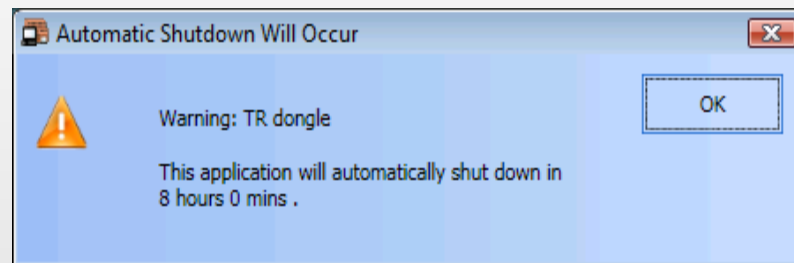 Automatic Shutdown Will Occur
Warning: TR dongle
OK
This application will automatically shut down in
8 hours 0 mins .